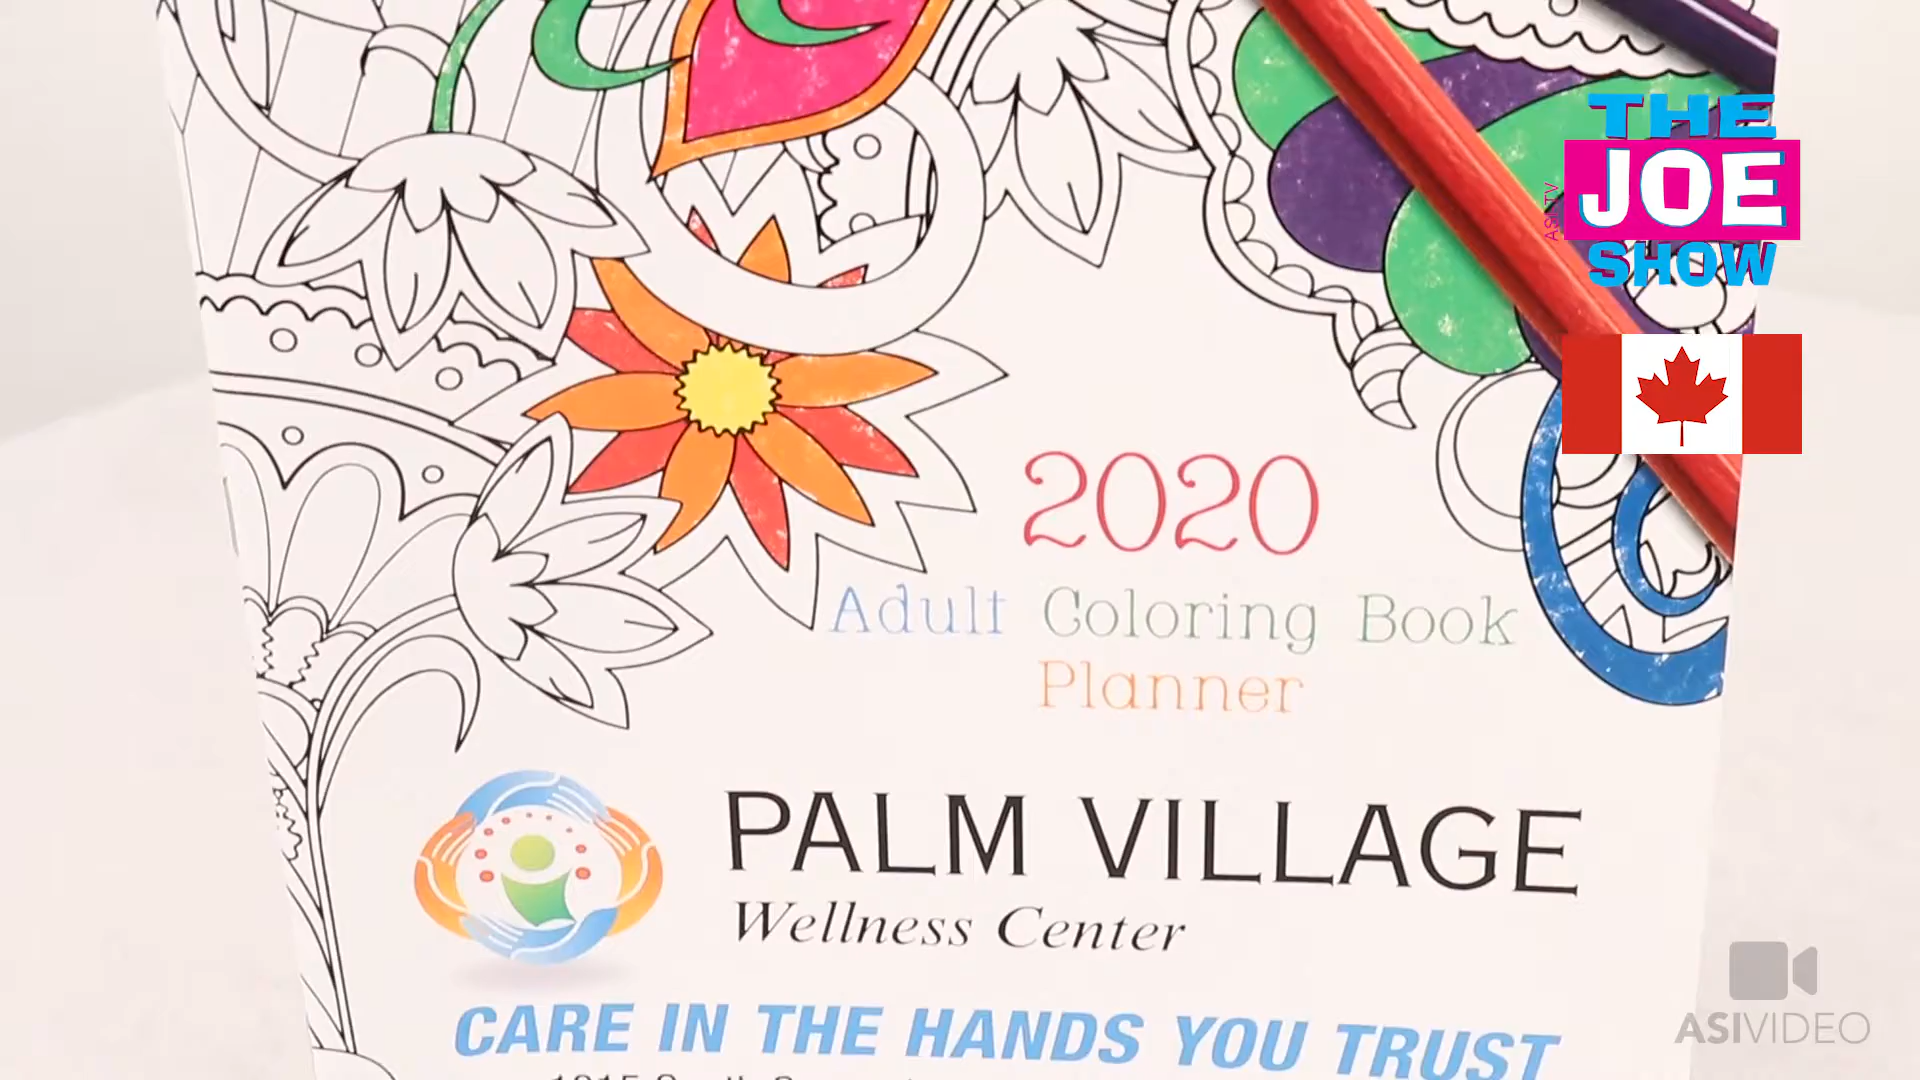 THE
JOE
SHOW
ASI TV
2020
Adult Coloring Book
Planner
PALM VILLAGE
Wellness Center
CARE IN THE HANDS YOU TRUST
ASIVIDEO